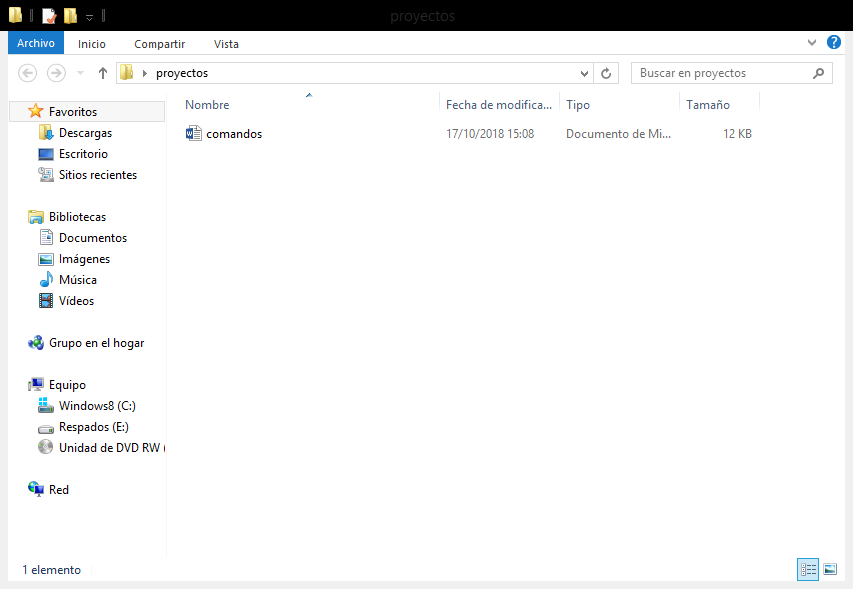 proyectos
Archivo Inicio Compartir Vista
proyectos Buscar en proyectos
Nombre Fecha de modifica... Tipo Tamaño
comandos 17/10/2018 15:08 Documento de Mi... 12 KB
Favoritos
Descargas
Escritorio
Sitios recientes
Bibliotecas
Documentos
Imágenes
Música
Vídeos
Grupo en el hogar
Equipo
Windows8 (C:)
Respados (E:)
Unidad de DVD RW (
Red
1 elemento